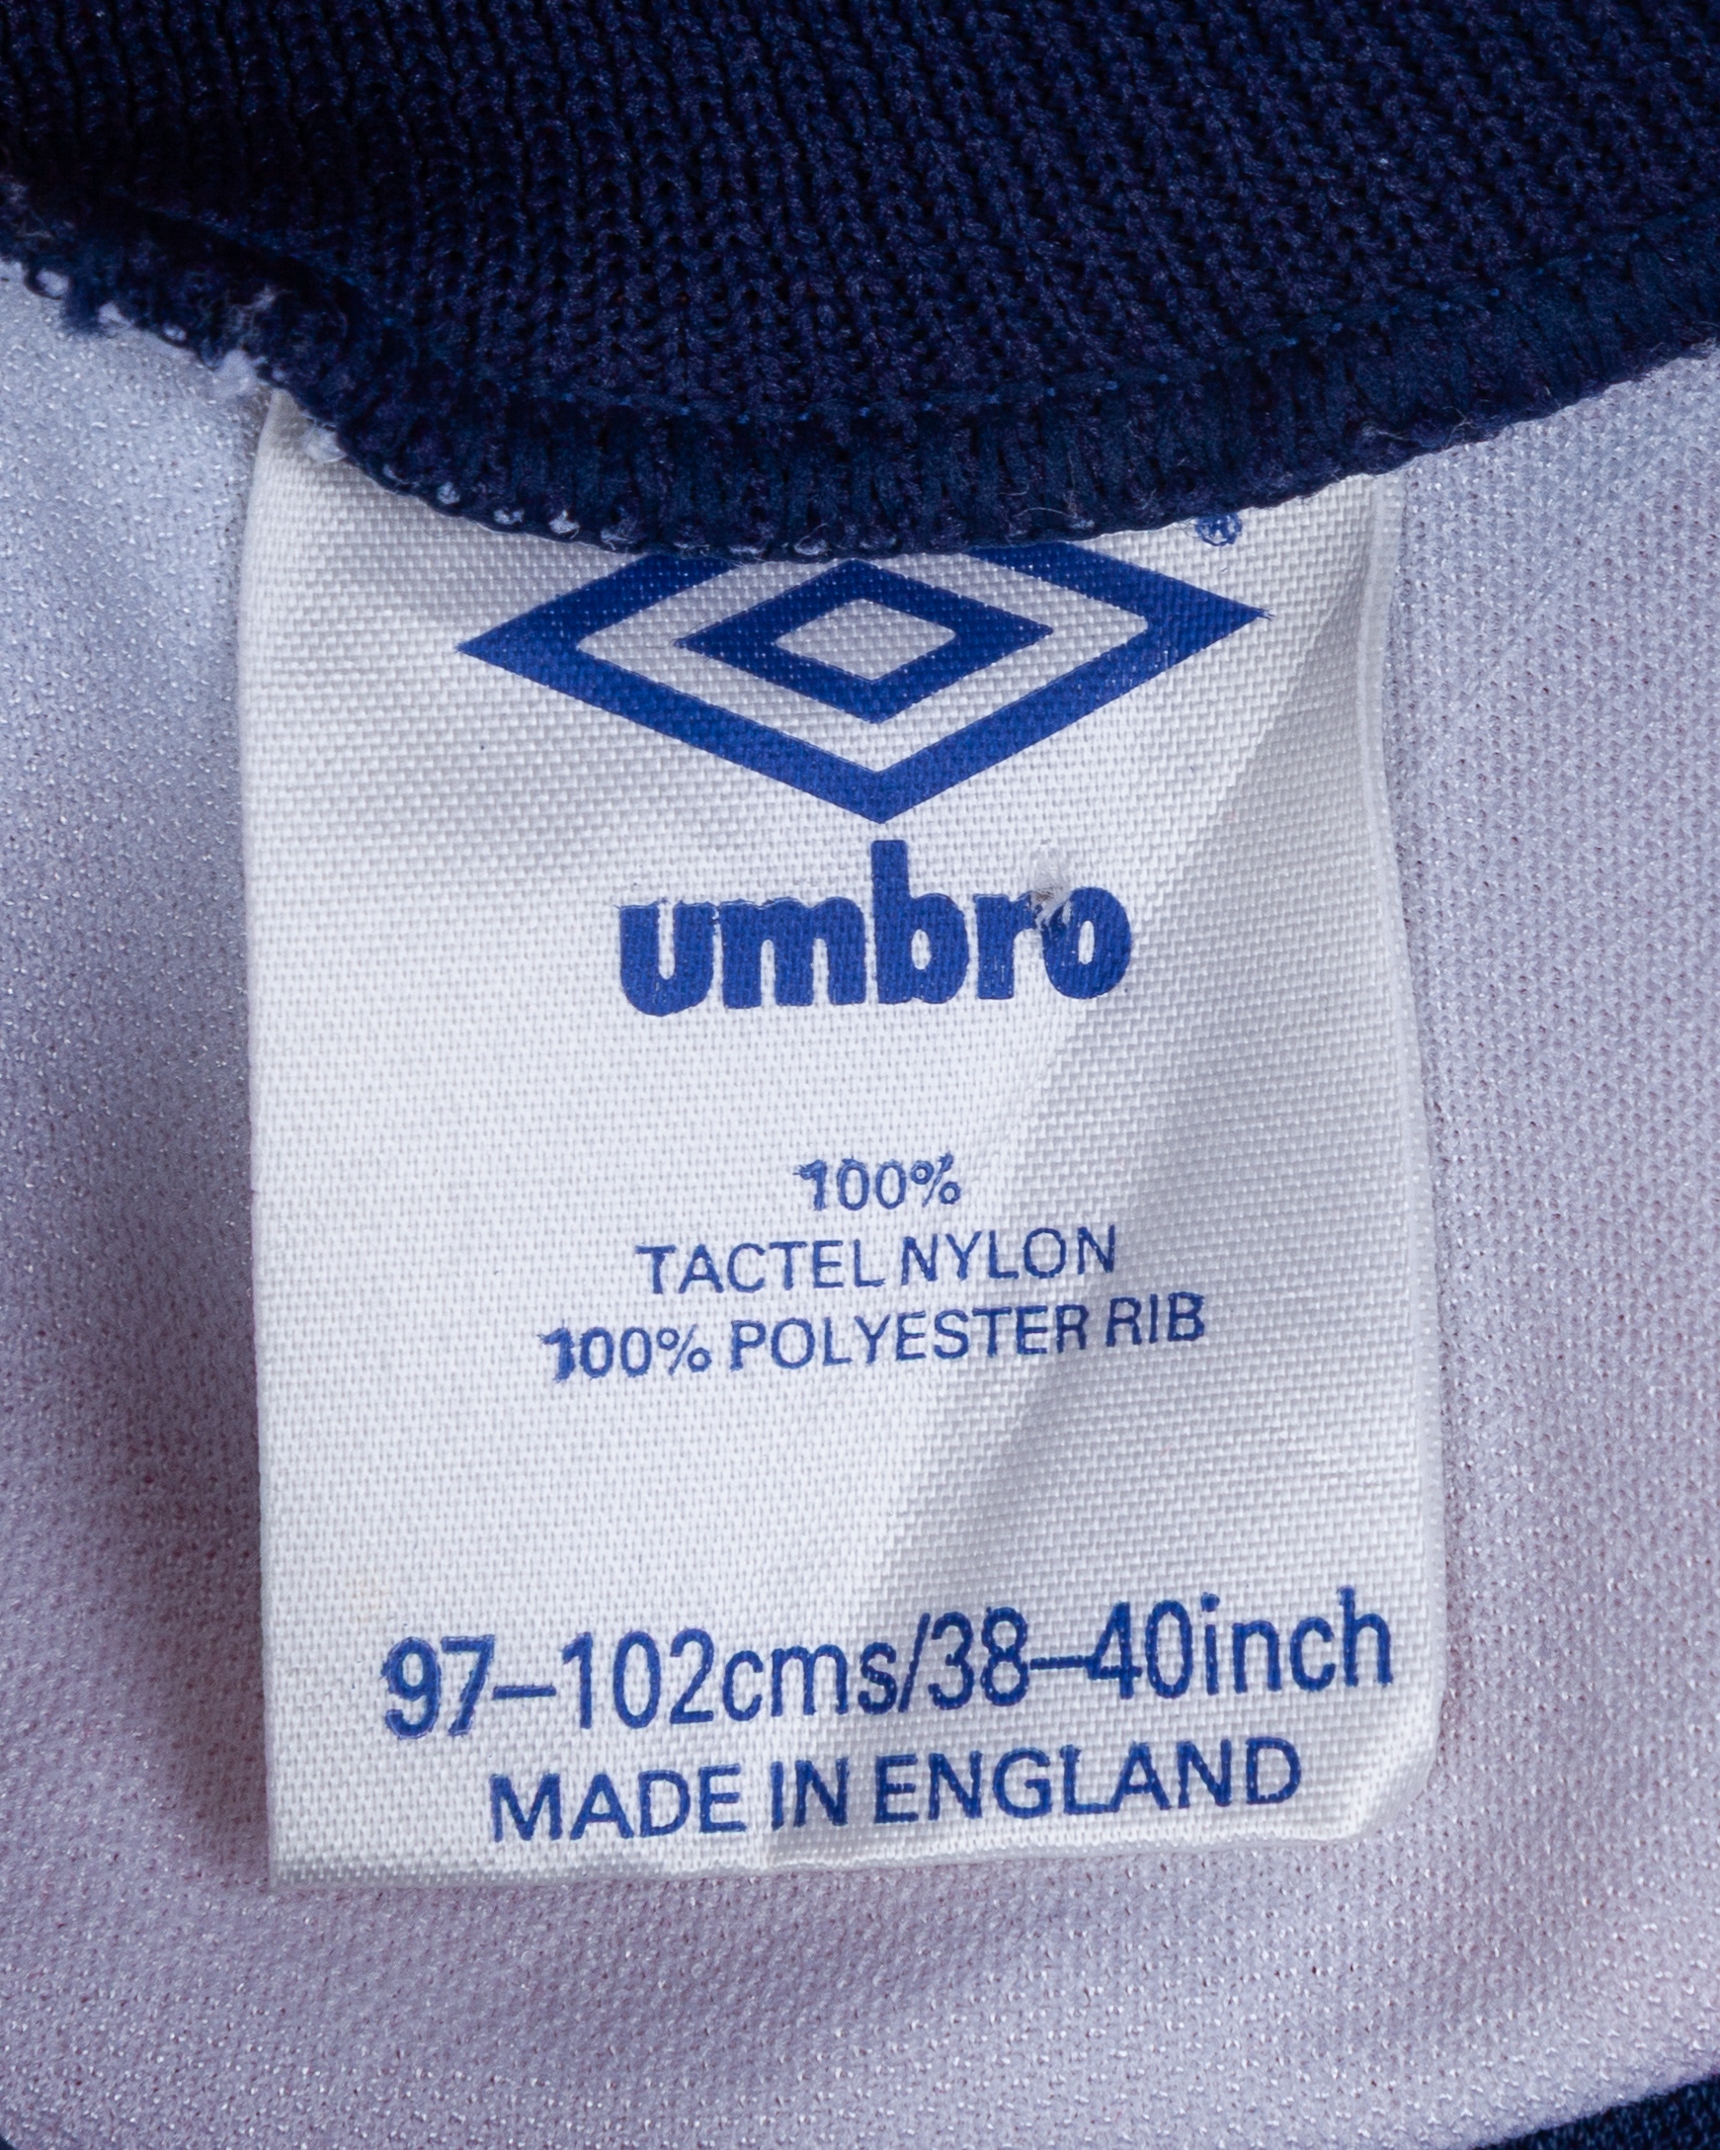 ®
umbro
100%
TACTEL NYLON
100% POLYESTER RIB
97–102cms/38–40inch
MADE IN ENGLAND